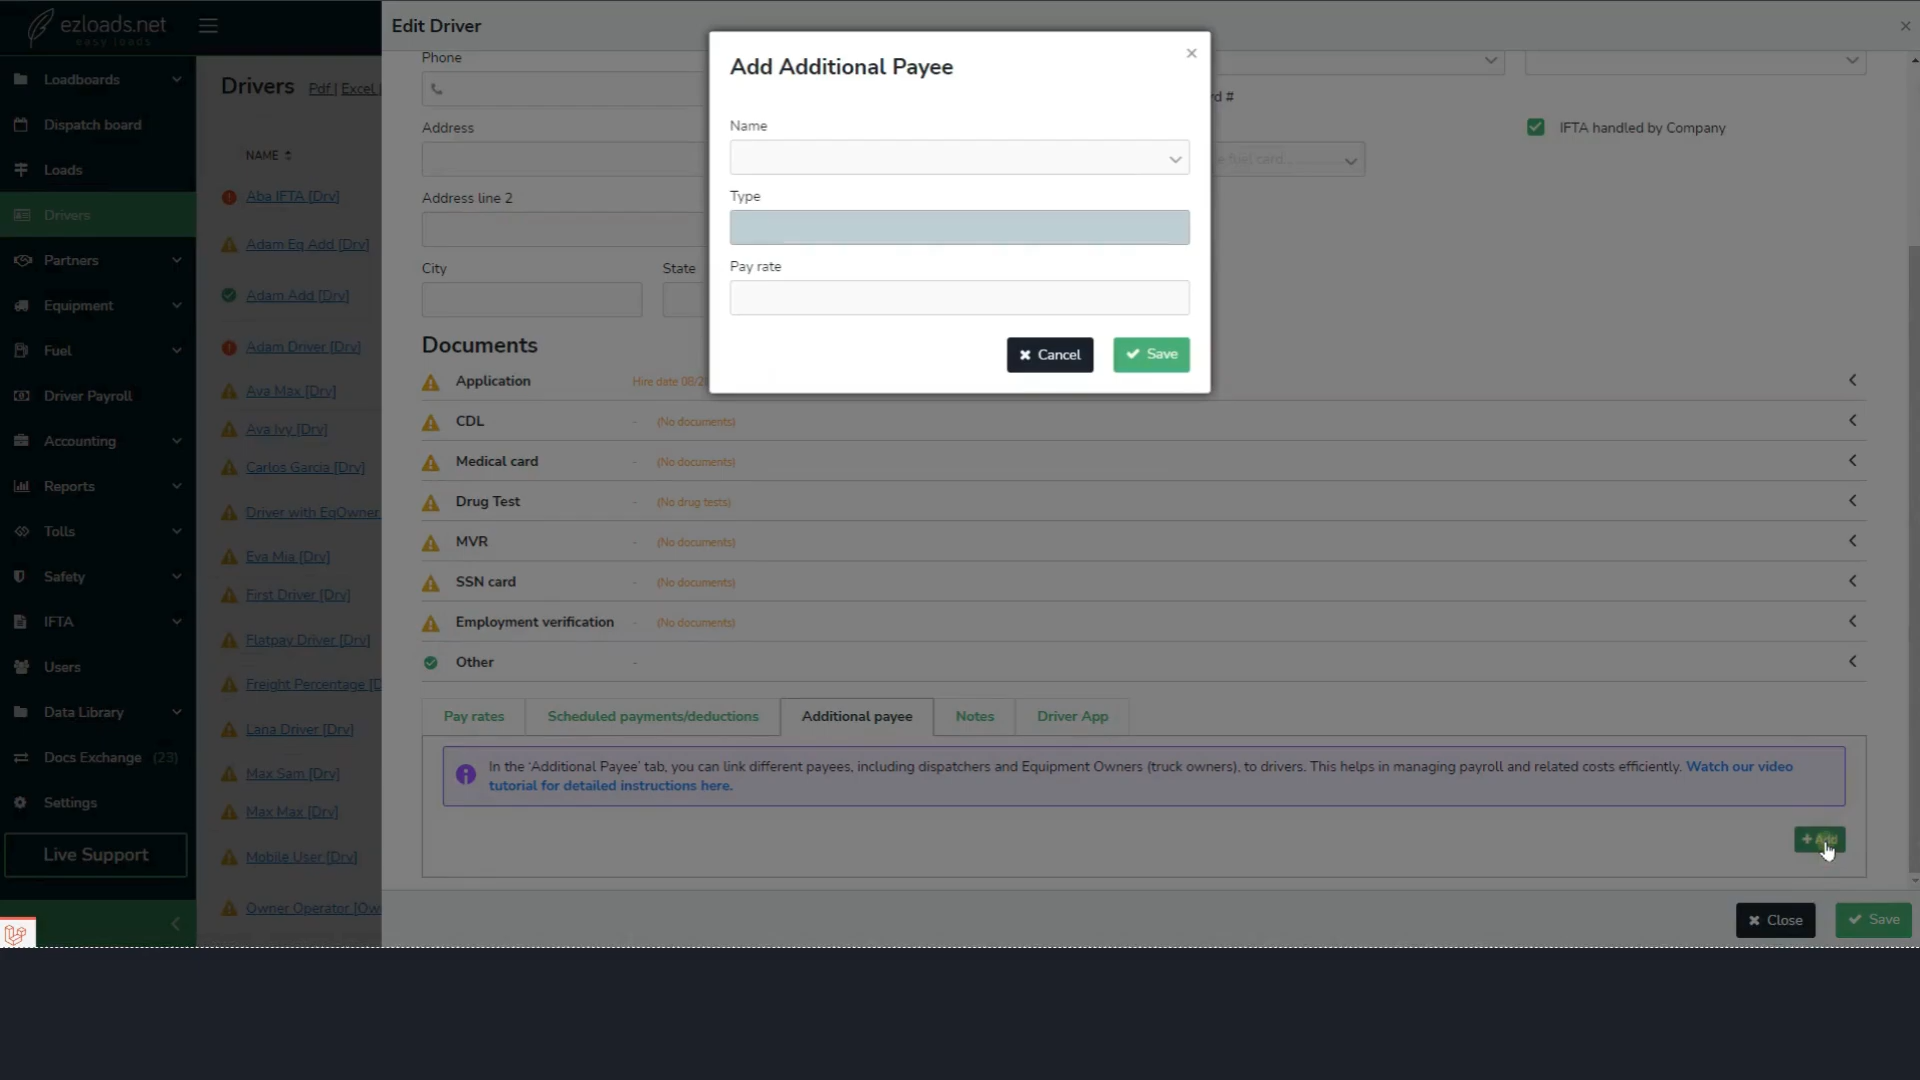 ezloads.net
easy loads
Loadboards
Dispatch board
Loads
Drivers
Partners
Equipment
Fuel
Driver Payroll
Accounting
Reports
Tolls
Safety
IFTA
Users
Data Library
Docs Exchange (23)
Settings
Live Support
Drivers Pdf | Excel |
NAME
Aba IFTA [Drv]
Adam Eq Add [Drv]
Adam Add [Drv]
Adam Driver [Drv]
Ava Max [Drv]
Ava Ivy [Drv]
Carlos Garcia [Drv]
Driver with EqOwner
Eva Mia [Drv]
First Driver [Drv]
Flatpay Driver [Drv]
Freight Percentage [D
Lana Driver [Drv]
Max Sam [Drv]
Max Max [Drv]
Mobile User [Drv]
Owner Operator [Ow
Edit Driver
Phone
Address
Address line 2
City State
rd #
e fuel card...
IFTA handled by Company
Add Additional Payee
Name
Type
Pay rate
Cancel Save
Documents
Application Hire date 08/2
CDL - (No documents)
Medical card - (No documents)
Drug Test - (No drug tests)
MVR - (No documents)
SSN card - (No documents)
Employment verification - (No documents)
Other -
Pay rates Scheduled payments/deductions Additional payee Notes Driver App
In the 'Additional Payee' tab, you can link different payees, including dispatchers and Equipment Owners (truck owners), to drivers. This helps in managing payroll and related costs efficiently. Watch our video
tutorial for detailed instructions here.
+ Add
Close Save